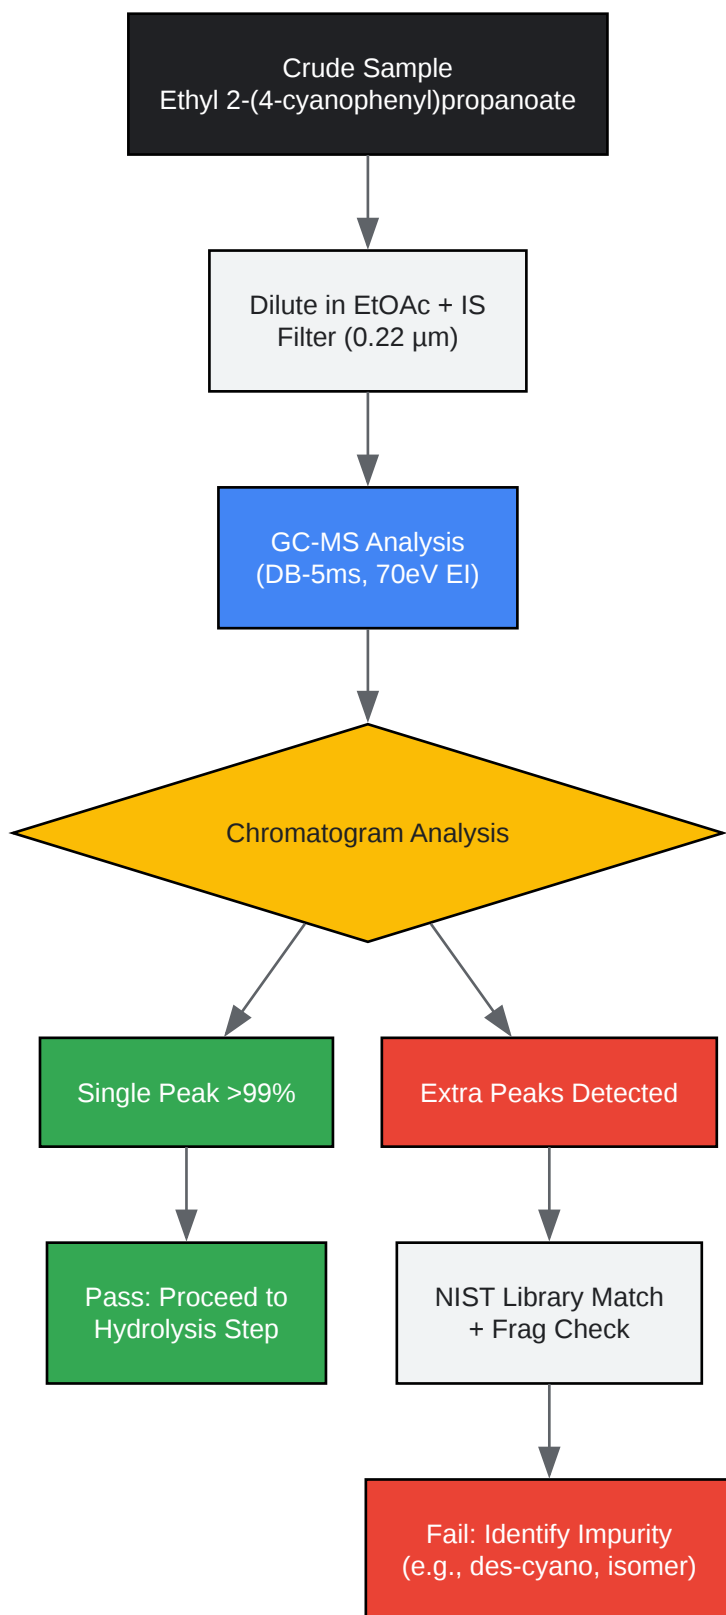 Crude Sample
Ethyl 2-(4-cyanophenyl)propanoate
Dilute in EtOAc + IS
Filter (0.22 µm)
GC-MS Analysis
(DB-5ms, 70eV EI)
Chromatogram Analysis
Single Peak >99%
Extra Peaks Detected
Pass: Proceed to
Hydrolysis Step
NIST Library Match
+ Frag Check
Fail: Identify Impurity
(e.g., des-cyano, isomer)